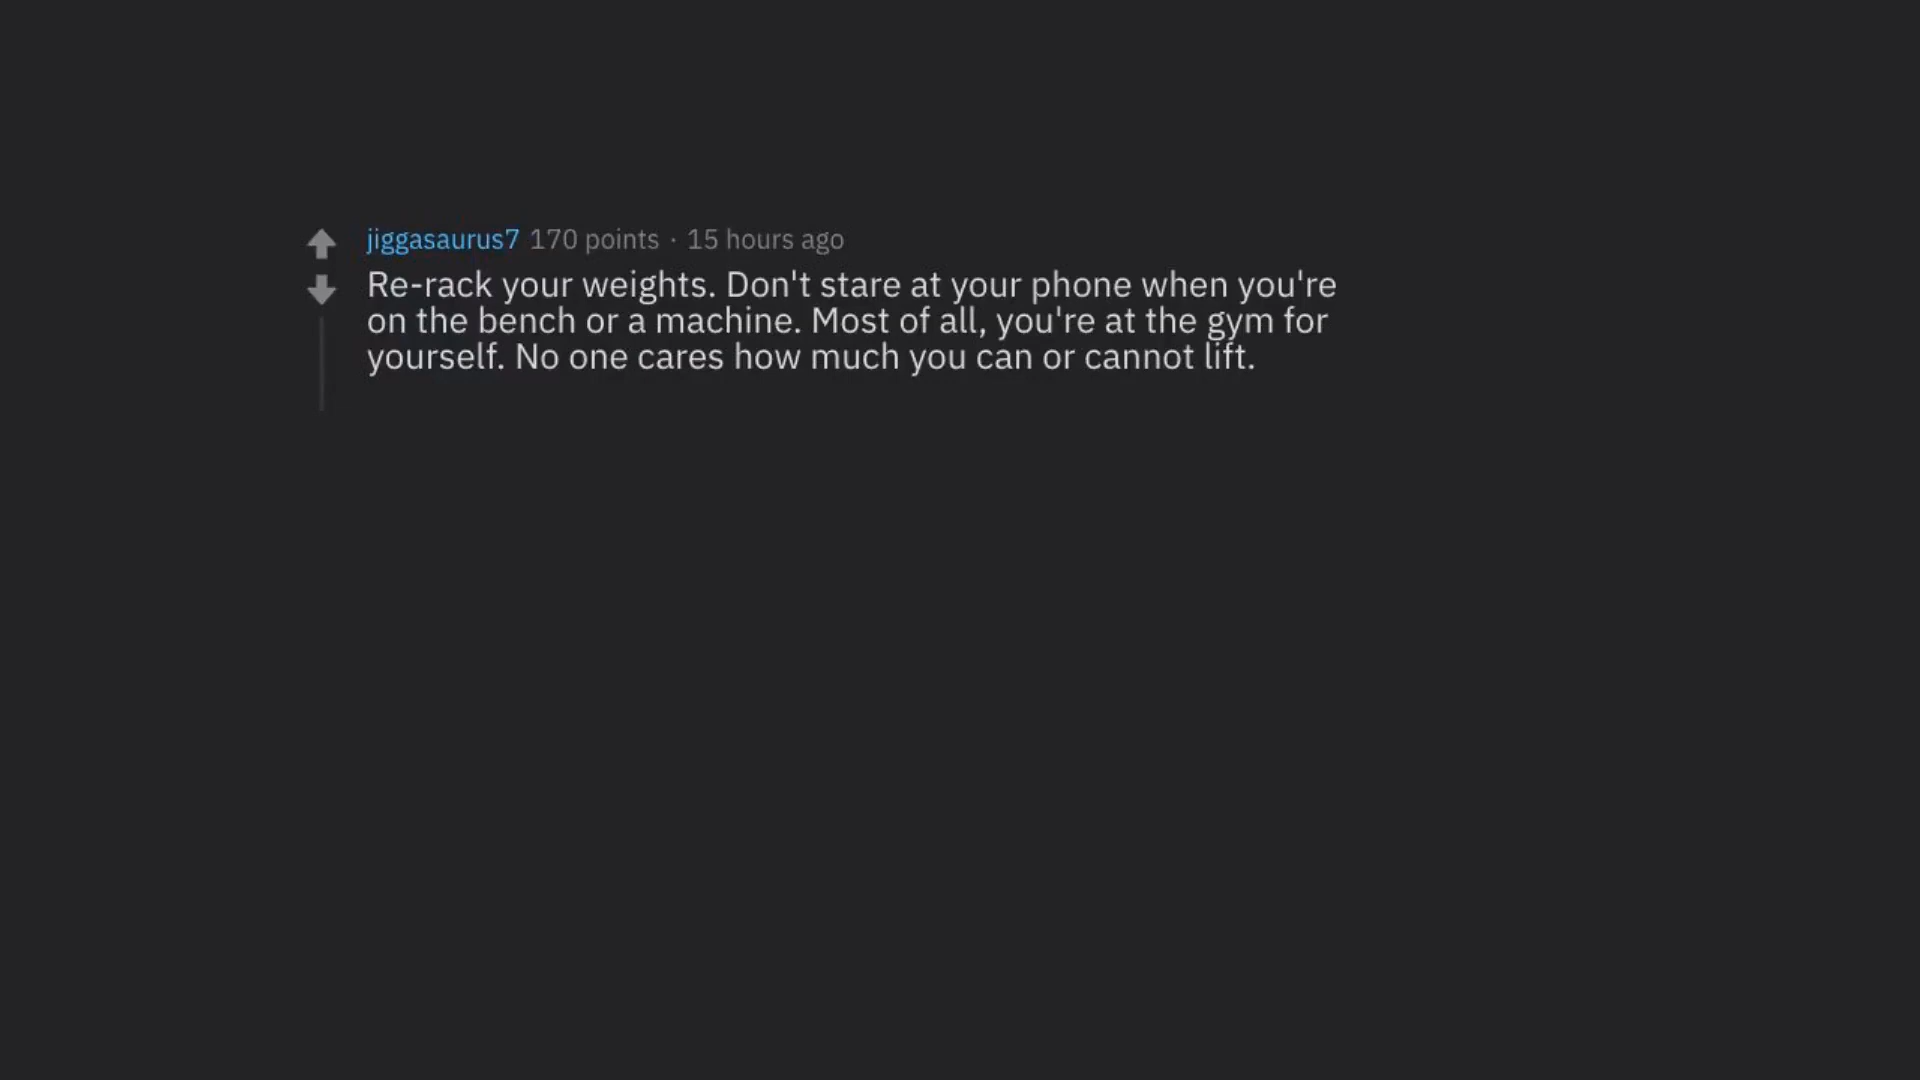 jiggasaurus7 170 points · 15 hours ago
Re-rack your weights. Don't stare at your phone when you're
on the bench or a machine. Most of all, you're at the gym for
yourself. No one cares how much you can or cannot lift.